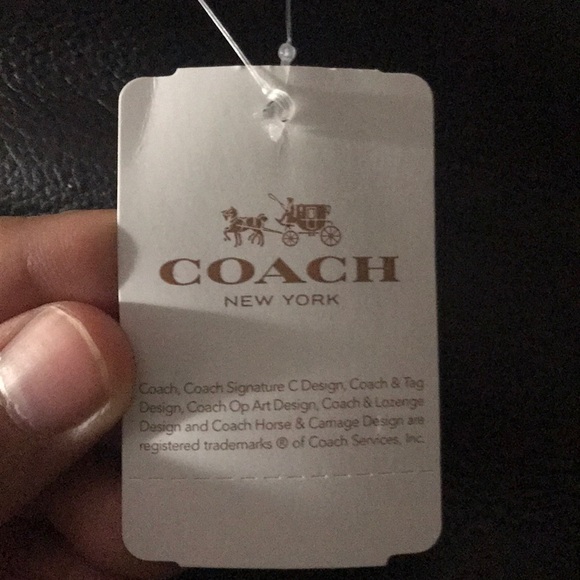 COACH
NEW YORK
Coach, Coach Signature C Design, Coach & Tag
Design, Coach Op Art Design, Coach & Lozenge
Design and Coach Horse & Carriage Design are
registered trademarks ® of Coach Services, Inc.